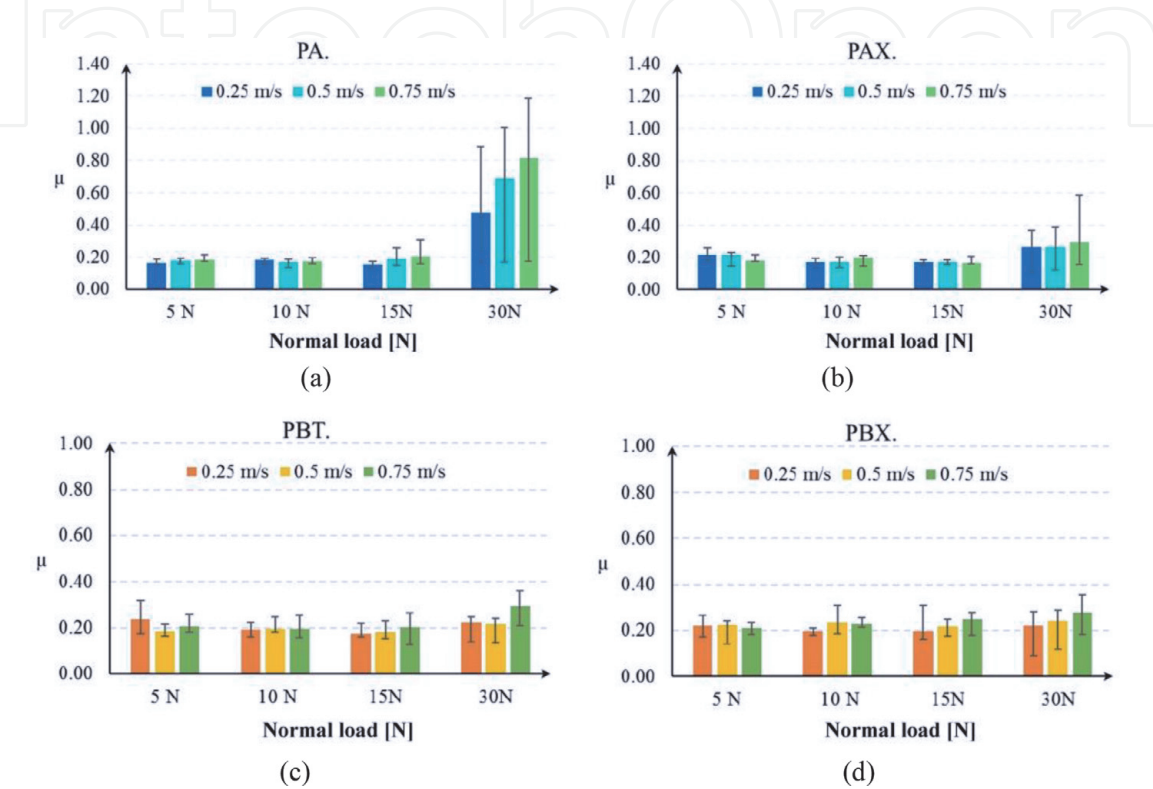 IntechOpen
PA.
1.40
0.25 m/s 0.5 m/s 0.75 m/s
1.20
1.00
0.80
μ
0.60
0.40
0.20
0.00
5 N 10 N 15N 30N
Normal load [N]
(a)
PAX.
1.40
0.25 m/s 0.5 m/s 0.75 m/s
1.20
1.00
0.80
μ
0.60
0.40
0.20
0.00
5 N 10 N 15N 30N
Normal load [N]
(b)
PBT.
1.00
0.25 m/s 0.5 m/s 0.75 m/s
0.80
0.60
μ
0.40
0.20
0.00
5 N 10 N 15N 30N
Normal load [N]
(c)
PBX.
1.00
0.25 m/s 0.5 m/s 0.75 m/s
0.80
0.60
μ
0.40
0.20
0.00
5 N 10 N 15N 30N
Normal load [N]
(d)